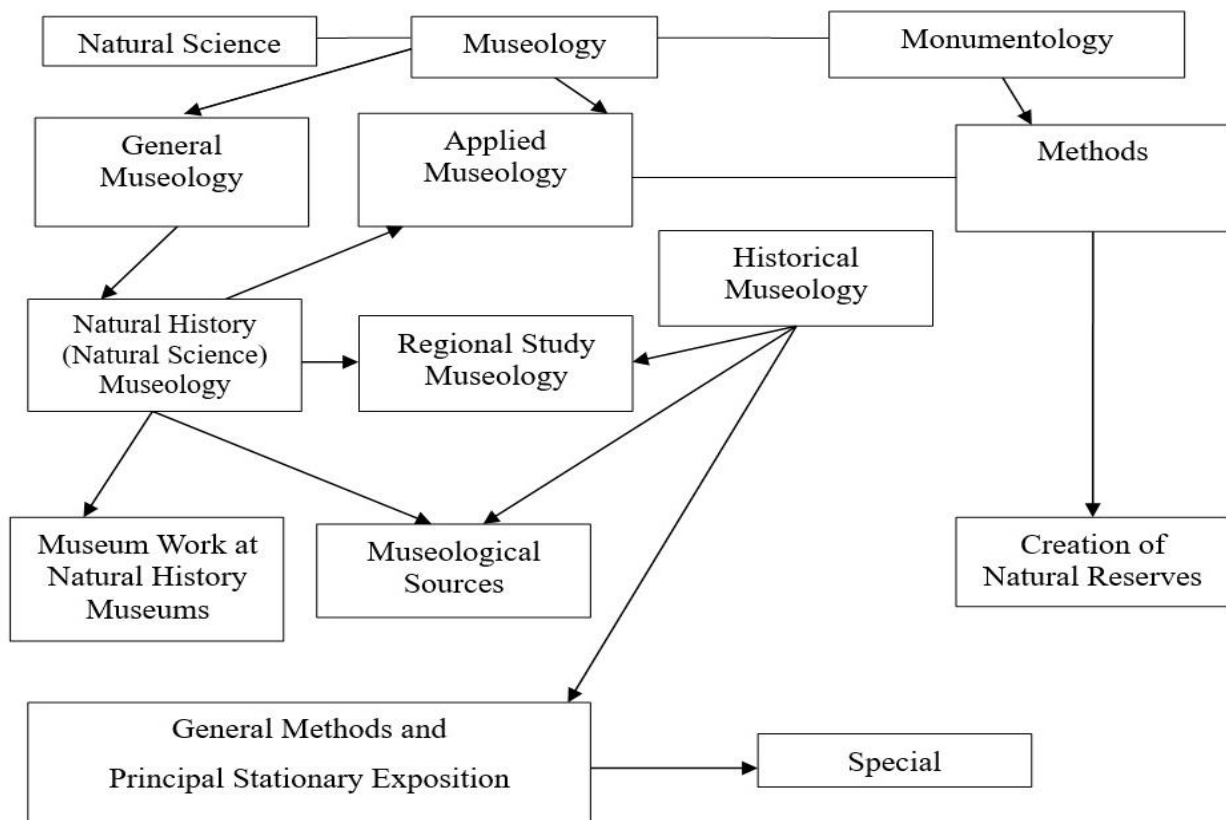 Natural Science
Museology
Monumentology
General
Museology
Applied
Museology
Methods
Historical
Museology
Natural History
(Natural Science)
Museology
Regional Study
Museology
Museum Work at
Natural History
Museums
Museological
Sources
Creation of
Natural Reserves
General Methods and
Principal Stationary Exposition
Special